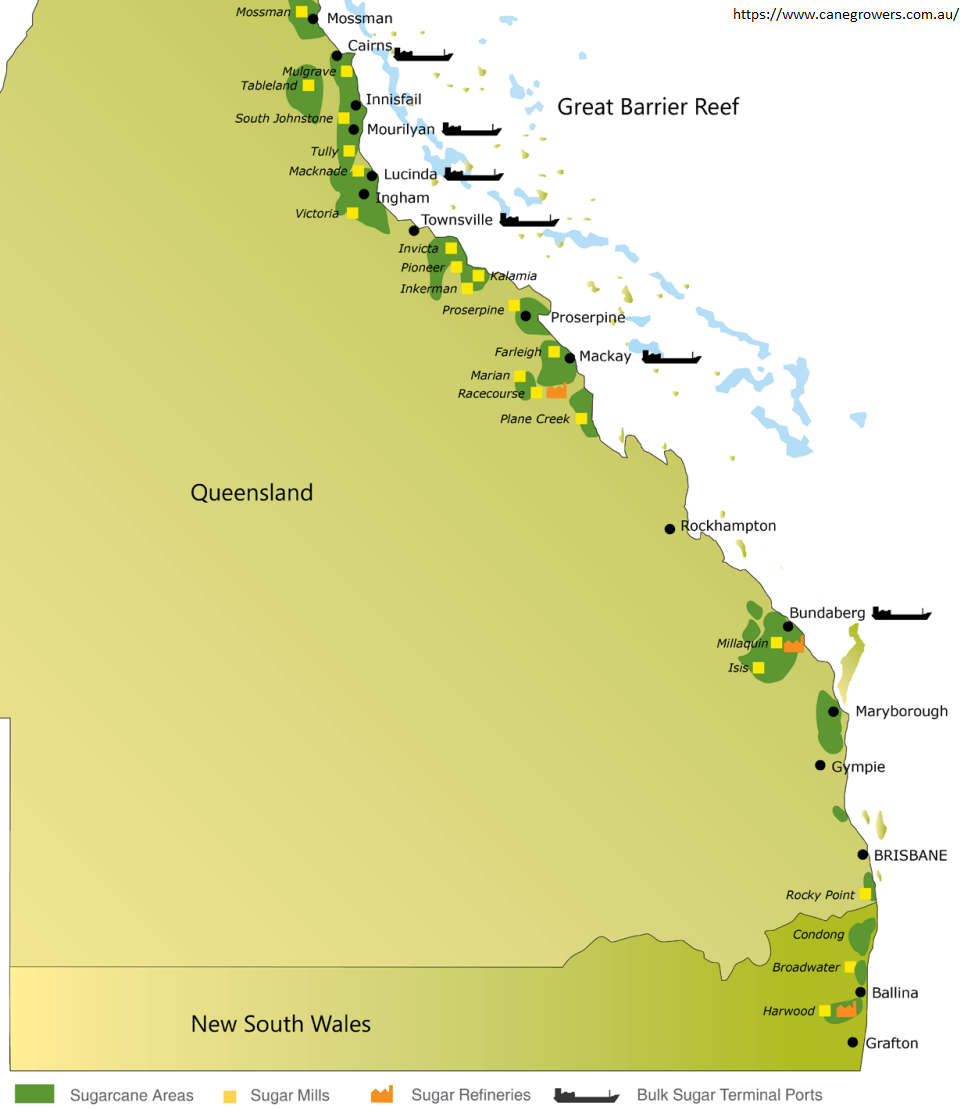 https://www.canegrowers.com.au/
Mossman
Mossman
Cairns
Mulgrave
Tableland
Innisfail
Great Barrier Reef
South Johnstone
Mourilyan
Tully
Macknade
Lucinda
Ingham
Victoria
Townsville
Invicta
Pioneer
Kalamia
Inkerman
Proserpine
Proserpine
Farleigh
Mackay
Marian
Racecourse
Plane Creek
Queensland
Rockhampton
Bundaberg
Millaquin
Isis
Maryborough
Gympie
BRISBANE
Rocky Point
Condong
Broadwater
Ballina
Harwood
New South Wales
Grafton
Sugarcane Areas
Sugar Mills
Sugar Refineries
Bulk Sugar Terminal Ports